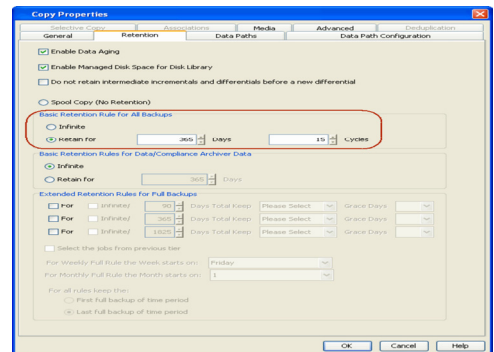 Copy Properties
Selective Copy Associations Media Advanced Deduplication
General Retention Data Paths Data Path Configuration
Enable Data Aging
Enable Managed Disk Space for Disk Library
Do not retain intermediate incrementals and differentials before a new differential
Spool Copy (No Retention)
Basic Retention Rule for All Backups
Infinite
Retain for 365 Days 15 Cycles
Basic Retention Rules for Data/Compliance Archiver Data
Infinite
Retain for 365 Days
Extended Retention Rules for Full Backups
For Infinite/ 90 Days Total Keep Please Select Grace Days
For Infinite/ 365 Days Total Keep Please Select Grace Days
For Infinite/ 1825 Days Total Keep Please Select Grace Days
Select the jobs from previous tier
For Weekly Full Rule the Week starts on: Friday
For Monthly Full Rule the Month starts on: 1
For all rules keep the:
First full backup of time period
Last full backup of time period
OK Cancel Help